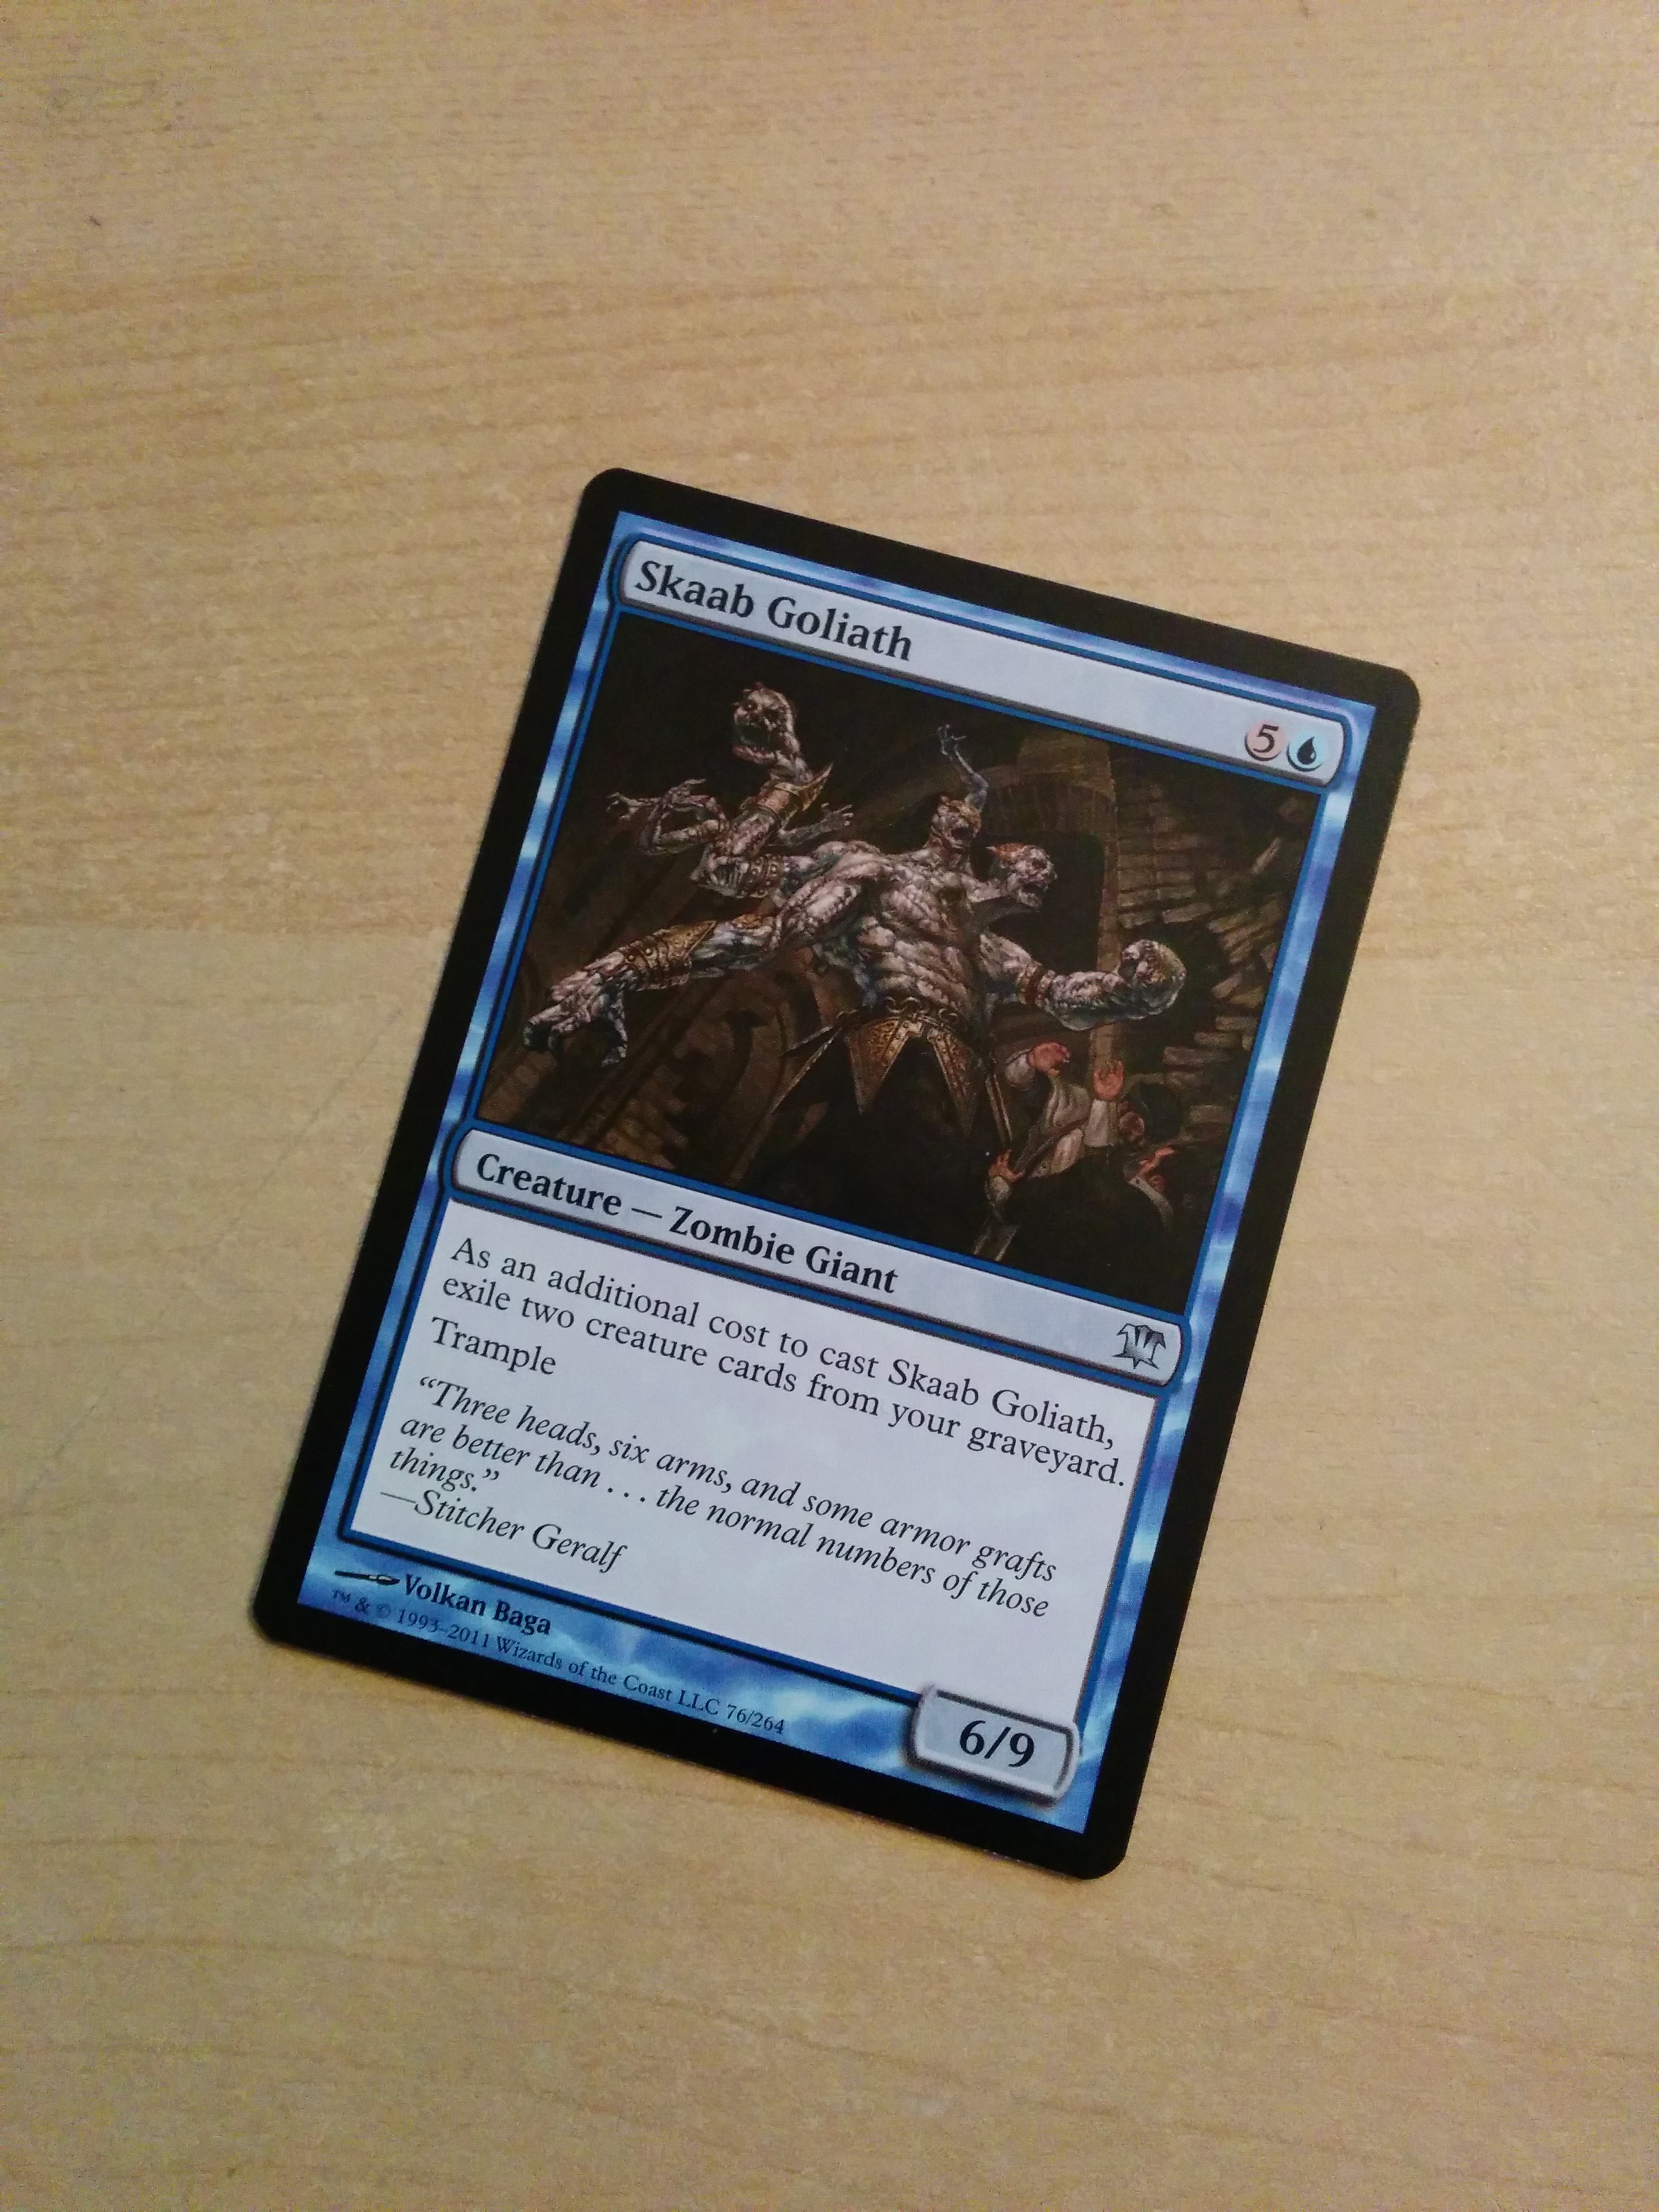 Skaab Goliath
5
Creature — Zombie Giant
As an additional cost to cast Skaab Goliath,
exile two creature cards from your graveyard.
Trample
“Three heads, six arms, and some armor grafts
are better than . . . the normal numbers of those
things.”
—Stitcher Geralf
Volkan Baga
™ & © 1993–2011 Wizards of the Coast LLC 76/264
6/9